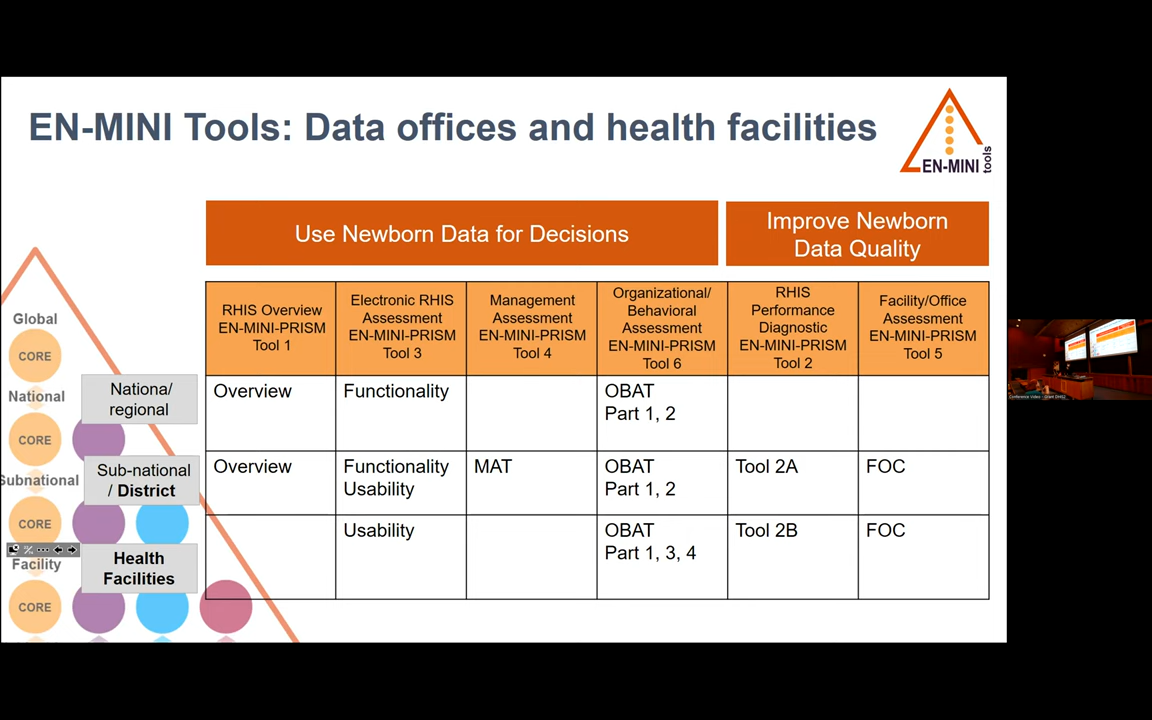 EN-MINI Tools: Data offices and health facilities
EN-MINI
tools
Use Newborn Data for Decisions
Improve Newborn
Data Quality
RHIS Overview
EN-MINI-PRISM
Tool 1
Electronic RHIS
Assessment
EN-MINI-PRISM
Tool 3
Management
Assessment
EN-MINI-PRISM
Tool 4
Organizational/
Behavioral
Assessment
EN-MINI-PRISM
Tool 6
RHIS
Performance
Diagnostic
EN-MINI-PRISM
Tool 2
Facility/Office
Assessment
EN-MINI-PRISM
Tool 5
Global
CORE
National
CORE
Subnational
CORE
Facility
CORE
Nationa/
regional
Overview
Functionality
OBAT
Part 1, 2
Sub-national
/ District
Overview
Functionality
Usability
MAT
OBAT
Part 1, 2
Tool 2A
FOC
Health
Facilities
Usability
OBAT
Part 1, 3, 4
Tool 2B
FOC